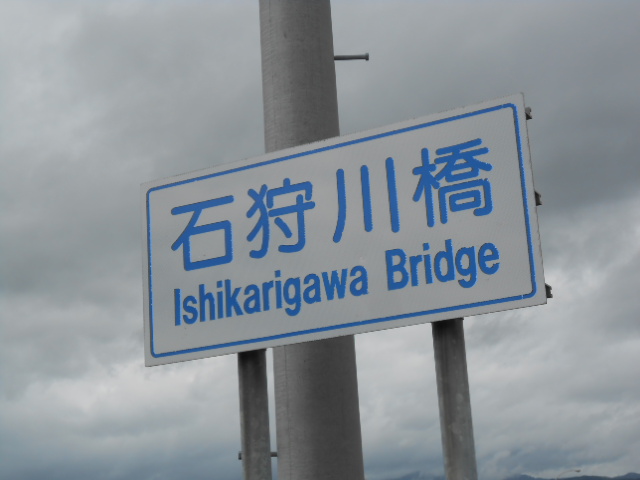 石狩川橋
Ishikarigawa Bridge